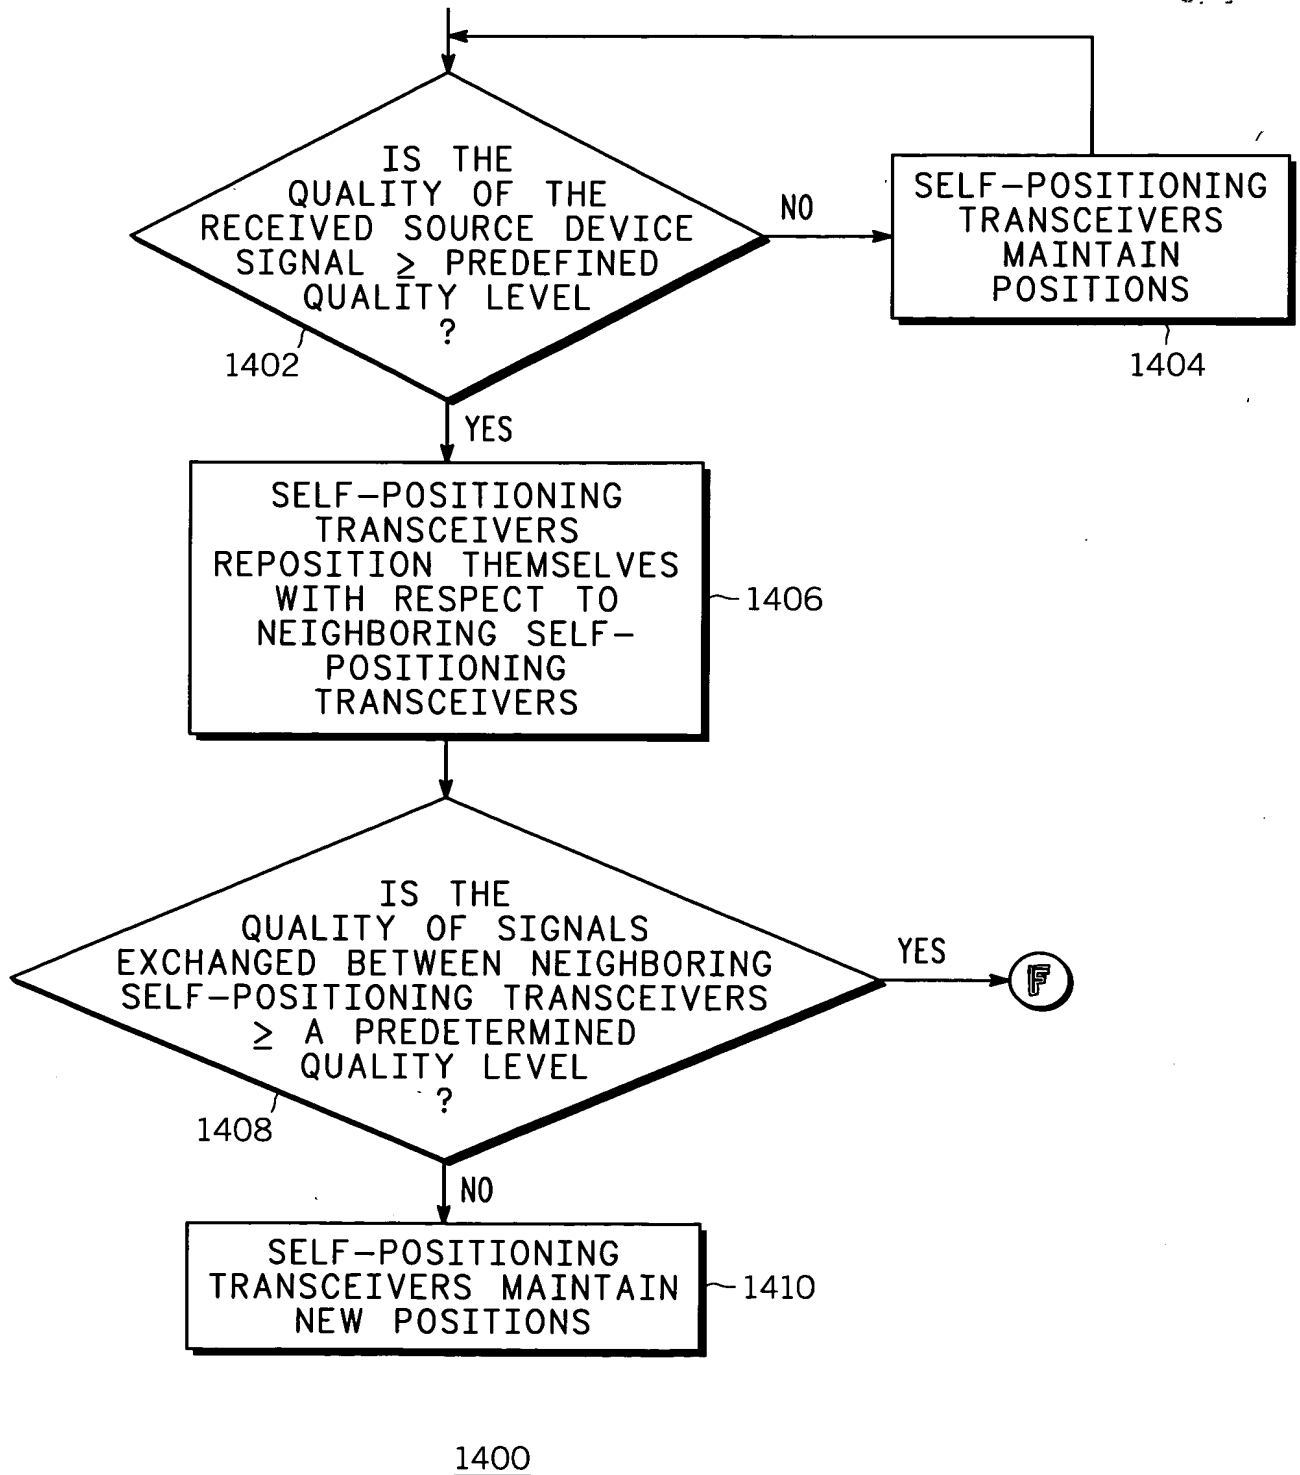 IS THE
QUALITY OF THE
RECEIVED SOURCE DEVICE
SIGNAL ≥ PREDEFINED
QUALITY LEVEL
?
1402
NO
SELF-POSITIONING
TRANSCEIVERS
MAINTAIN
POSITIONS
1404
YES
SELF-POSITIONING
TRANSCEIVERS
REPOSITION THEMSELVES
WITH RESPECT TO
NEIGHBORING SELF-
POSITIONING
TRANSCEIVERS
1406
IS THE
QUALITY OF SIGNALS
EXCHANGED BETWEEN NEIGHBORING
SELF-POSITIONING TRANSCEIVERS
≥ A PREDETERMINED
QUALITY LEVEL
?
1408
YES
F
NO
SELF-POSITIONING
TRANSCEIVERS MAINTAIN
NEW POSITIONS
1410
1400